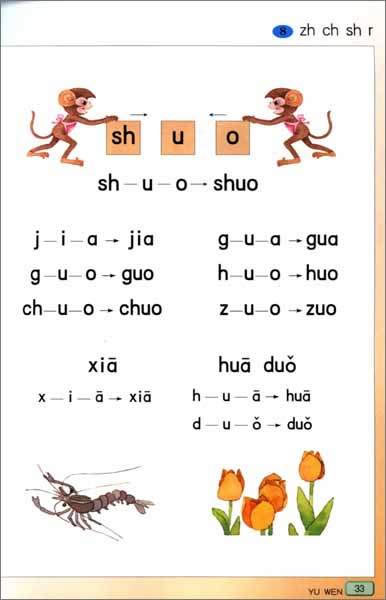 8 zh ch sh r
sh u o
sh — u — o → shuo
j — i — a → jia g — u — a → gua
g — u — o → guo h — u — o → huo
ch — u — o → chuo z — u — o → zuo
xiā huā duǒ
x — i — ā → xiā h — u — ā → huā
d — u — ǒ → duǒ
YU WEN 33